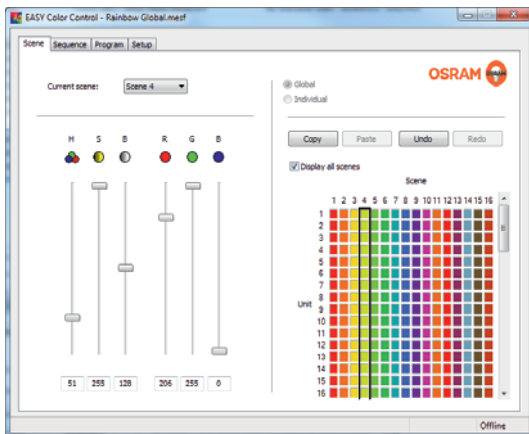 EASY Color Control - Rainbow Global.mesf
Scene Sequence Program Setup
OSRAM
Current scene: Scene 4
Global
Individual
H S B R G B
Copy Paste Undo Redo
Display all scenes
Scene
1 2 3 4 5 6 7 8 9 10 11 12 13 14 15 16
1
2
3
4
5
6
7
Unit
8
9
10
11
12
13
14
15
16
51 255 128 206 255 0
Offline